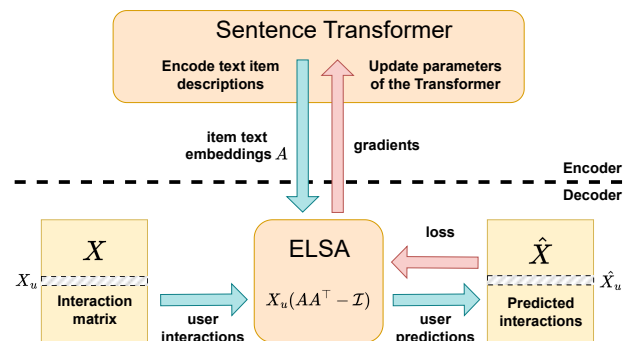 Sentence Transformer
Encode text item
descriptions
Update parameters
of the Transformer
item text
embeddings A
gradients
Encoder
Decoder
X
X_u
Interaction
matrix
user
interactions
ELSA
X_u(AA^⊤ − 𝓘)
loss
user
predictions
X̂
X̂_u
Predicted
interactions